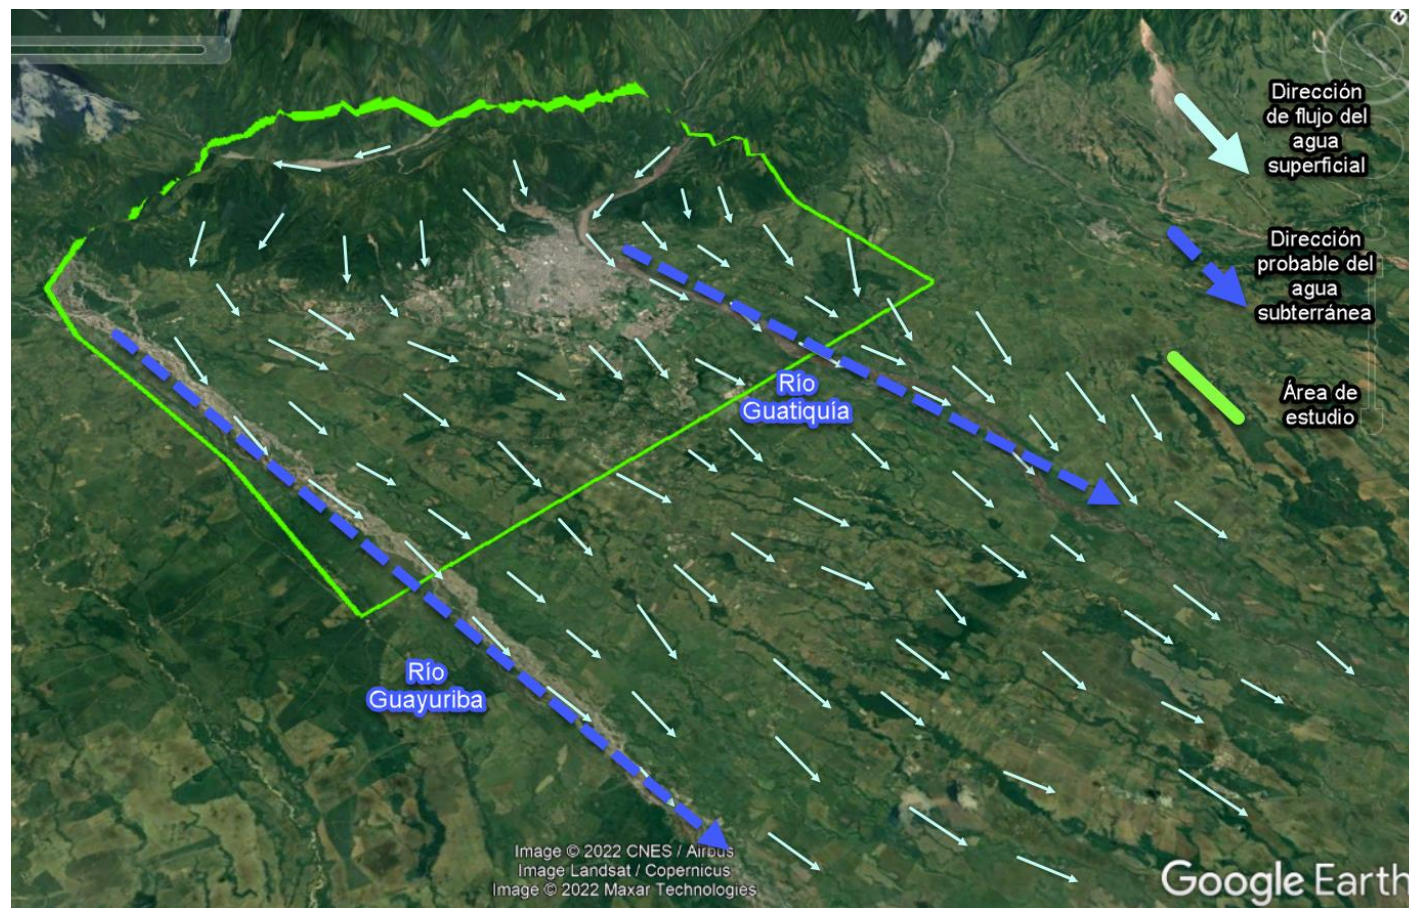 N
Dirección
de flujo del
agua
superficial
Dirección
probable del
agua
subterránea
Área de
estudio
Río
Guatiquía
Río
Guayuriba
Image © 2022 CNES / Airbus
Image Landsat / Copernicus
Image © 2022 Maxar Technologies
Google Earth